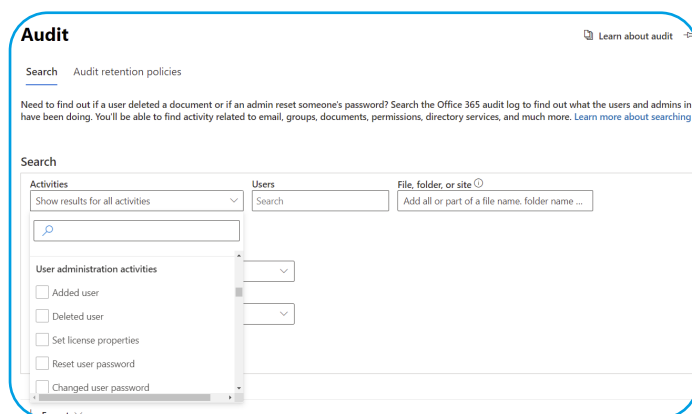 Audit
Learn about audit
Search Audit retention policies
Need to find out if a user deleted a document or if an admin reset someone's password? Search the Office 365 audit log to find out what the users and admins in
have been doing. You'll be able to find activity related to email, groups, documents, permissions, directory services, and much more. Learn more about searching
Search
Activities Users File, folder, or site
Show results for all activities Search Add all or part of a file name. folder name ...
User administration activities
Added user
Deleted user
Set license properties
Reset user password
Changed user password